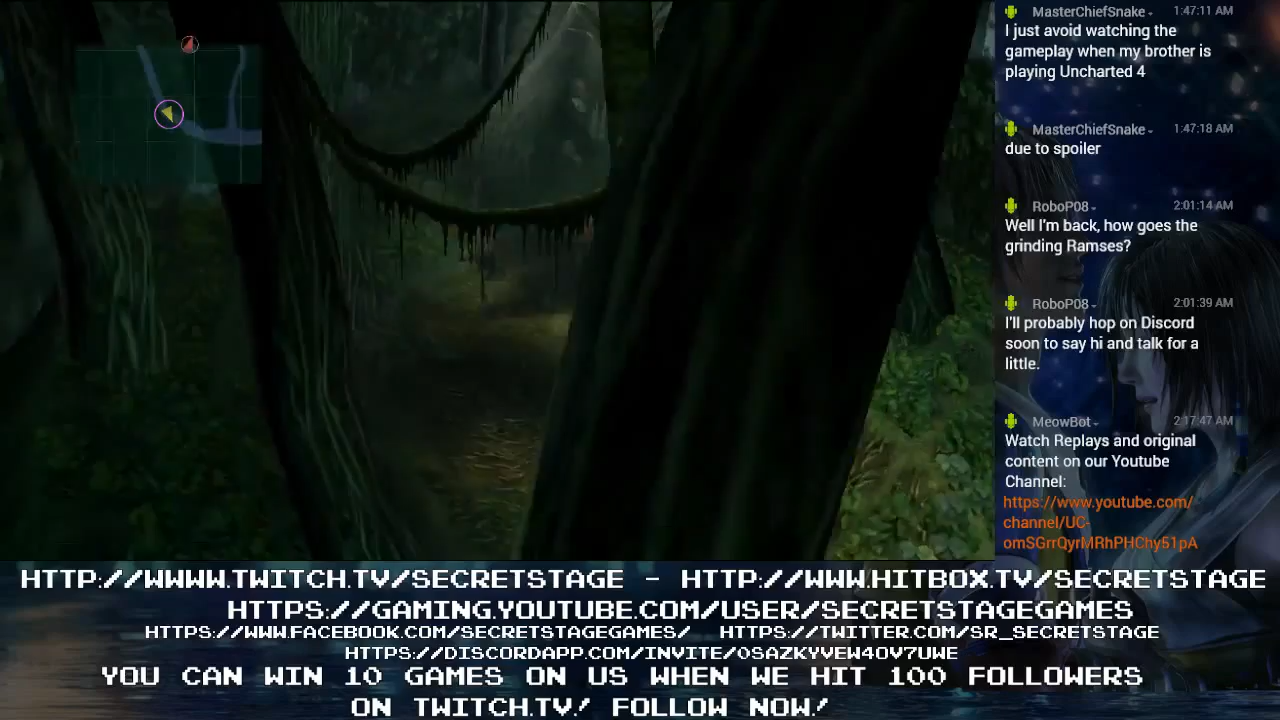 MasterChiefSnake 1:47:11 AM
I just avoid watching the
gameplay when my brother is
playing Uncharted 4
MasterChiefSnake 1:47:18 AM
due to spoiler
RoboP08 2:01:14 AM
Well I'm back, how goes the
grinding Ramses?
RoboP08 2:01:39 AM
I'll probably hop on Discord
soon to say hi and talk for a
little.
MeowBot 2:17:47 AM
Watch Replays and original
content on our Youtube
Channel:
https://www.youtube.com/
channel/UC-
omSGrrQyrMRhPHChy51pA
HTTP://WWWW.TWITCH.TV/SECRETSTAGE - HTTP://WWW.HITBOX.TV/SECRETSTAGE
HTTPS://GAMING.YOUTUBE.COM/USER/SECRETSTAGEGAMES
HTTPS://WWW.FACEBOOK.COM/SECRETSTAGEGAMES/ HTTPS://TWITTER.COM/SR_SECRETSTAGE
HTTPS://DISCORDAPP.COM/INVITE/0SAZKYVEW4OV7UWE
YOU CAN WIN 10 GAMES ON US WHEN WE HIT 100 FOLLOWERS
ON TWITCH.TV! FOLLOW NOW!